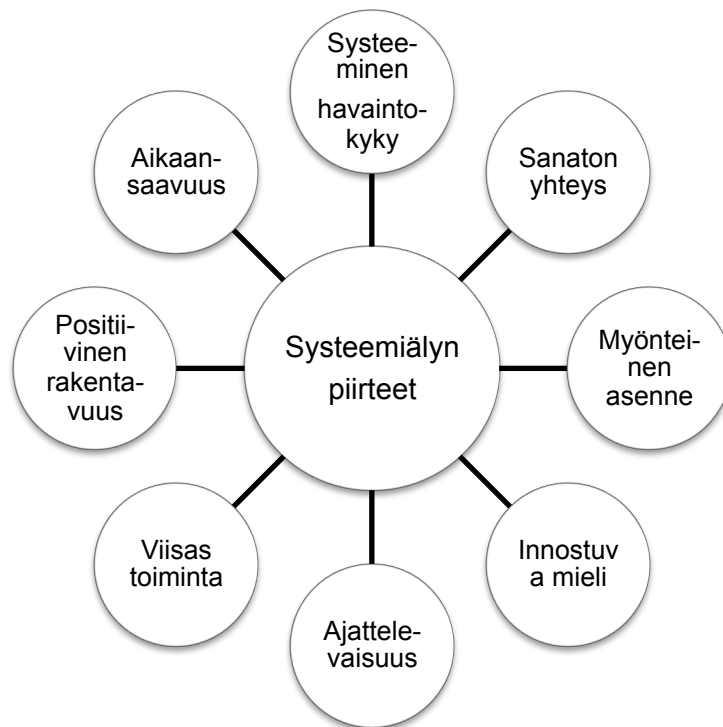 Systee-
minen
havainto-
kyky
Sanaton
yhteys
Myöntei-
nen
asenne
Innostuv
a mieli
Ajattele-
vaisuus
Viisas
toiminta
Positii-
vinen
rakenta-
vuus
Aikaan-
saavuus
Systeemiälyn
piirteet